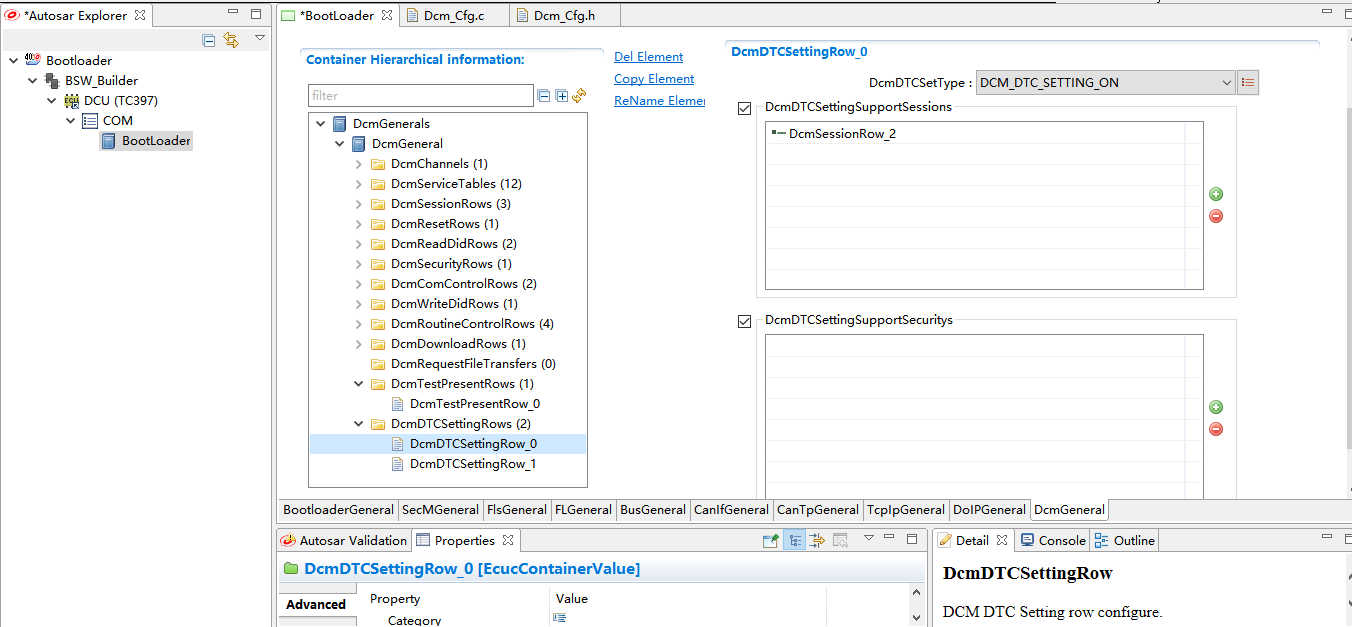 *Autosar Explorer
Bootloader
BSW_Builder
DCU (TC397)
COM
BootLoader
*BootLoader
Dcm_Cfg.c
Dcm_Cfg.h
Container Hierarchical information:
filter
Del Element
Copy Element
ReName Elemer
DcmGenerals
DcmGeneral
DcmChannels (1)
DcmServiceTables (12)
DcmSessionRows (3)
DcmResetRows (1)
DcmReadDidRows (2)
DcmSecurityRows (1)
DcmComControlRows (2)
DcmWriteDidRows (1)
DcmRoutineControlRows (4)
DcmDownloadRows (1)
DcmRequestFileTransfers (0)
DcmTestPresentRows (1)
DcmTestPresentRow_0
DcmDTCSettingRows (2)
DcmDTCSettingRow_0
DcmDTCSettingRow_1
DcmDTCSettingRow_0
DcmDTCSetType : DCM_DTC_SETTING_ON
DcmDTCSettingSupportSessions
DcmSessionRow_2
DcmDTCSettingSupportSecuritys
BootloaderGeneral SecMGeneral FlsGeneral FLGeneral BusGeneral CanIfGeneral CanTpGeneral TcpIpGeneral DoIPGeneral DcmGeneral
Autosar Validation Properties
DcmDTCSettingRow_0 [EcucContainerValue]
Advanced
Property Value
Category
Detail Console Outline
DcmDTCSettingRow
DCM DTC Setting row configure.